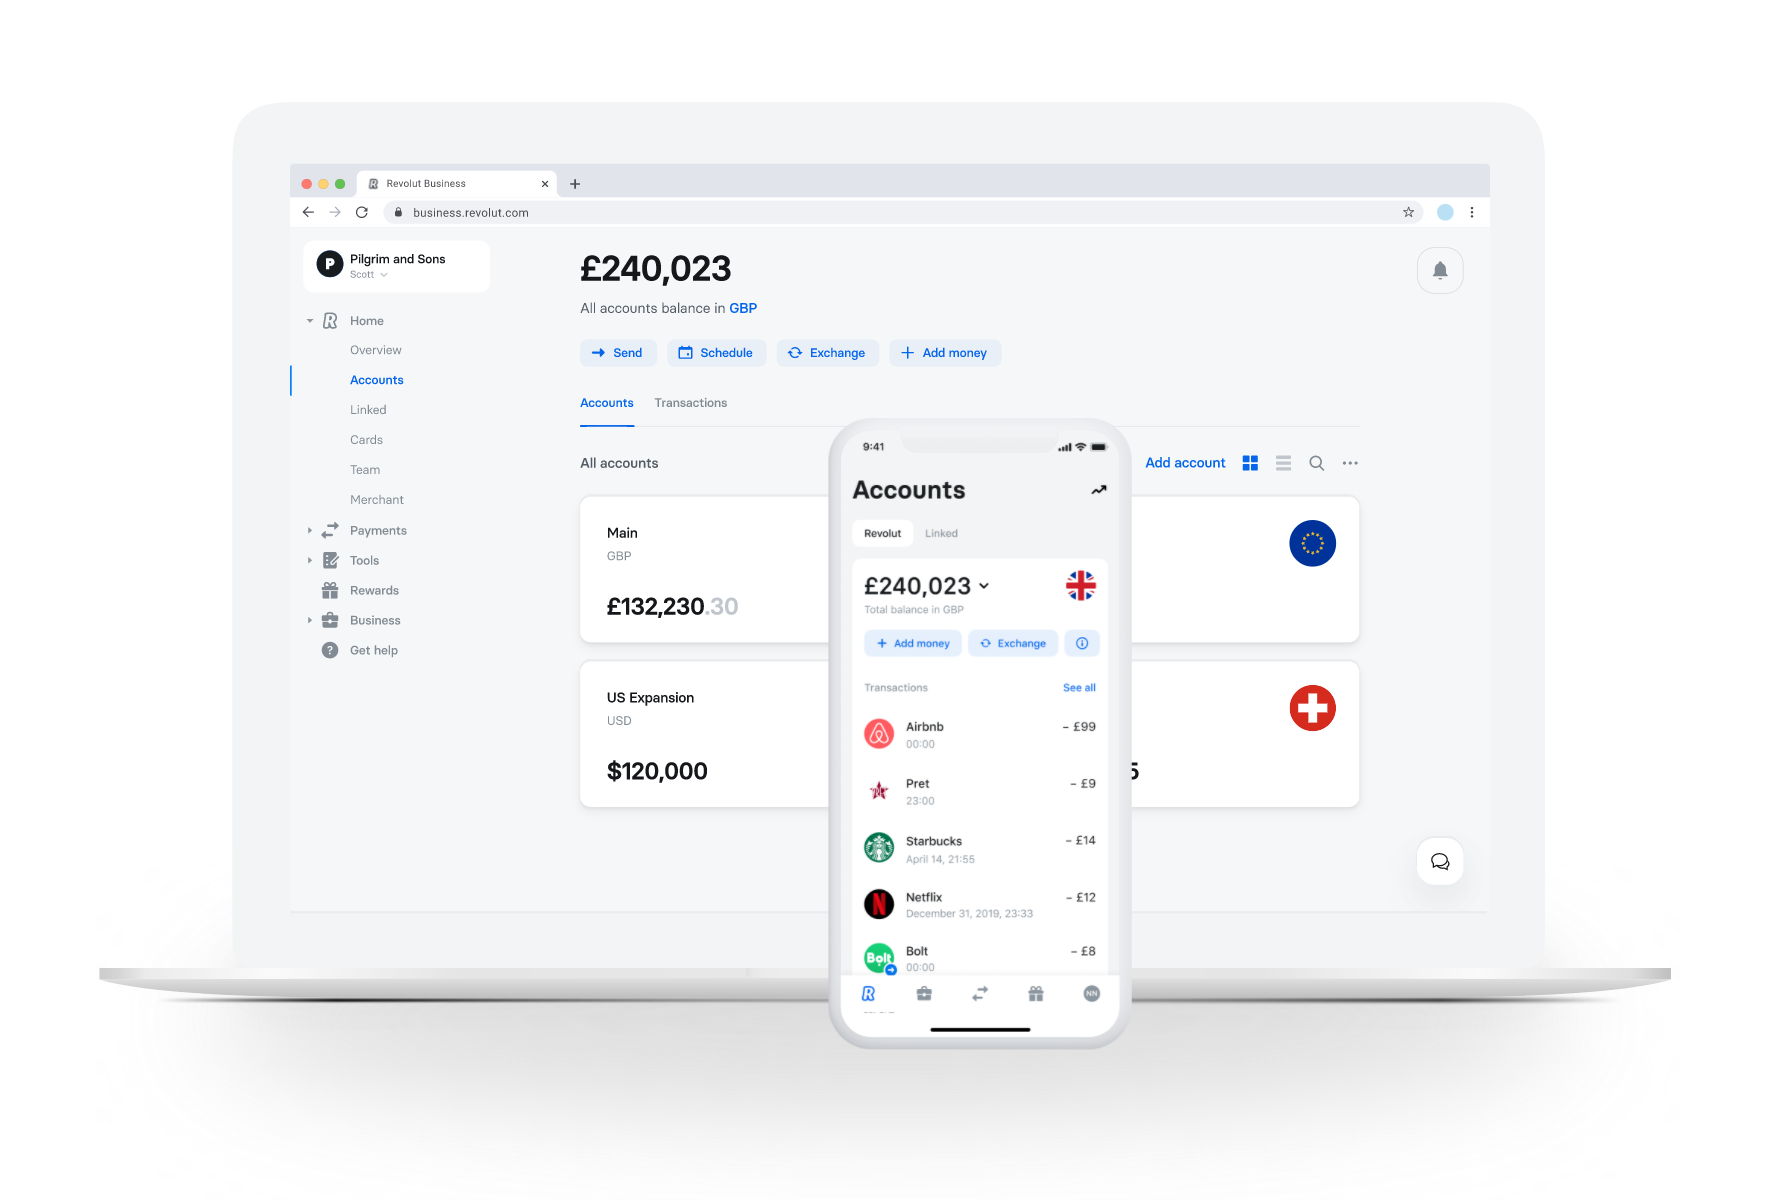 Revolut Business
business.revolut.com
P
Pilgrim and Sons
Scott
Home
Overview
Accounts
Linked
Cards
Team
Merchant
Payments
Tools
Rewards
Business
Get help
£240,023
All accounts balance in GBP
Send
Schedule
Exchange
Add money
Accounts
Transactions
All accounts
Add account
Main
GBP
£132,230.30
US Expansion
USD
$120,000
5
9:41
Accounts
Revolut
Linked
£240,023
Total balance in GBP
Add money
Exchange
Transactions
See all
Airbnb
– £99
00:00
Pret
– £9
23:00
Starbucks
– £14
April 14, 21:55
Netflix
– £12
December 31, 2019, 23:33
Bolt
Bolt
– £8
00:00
NN